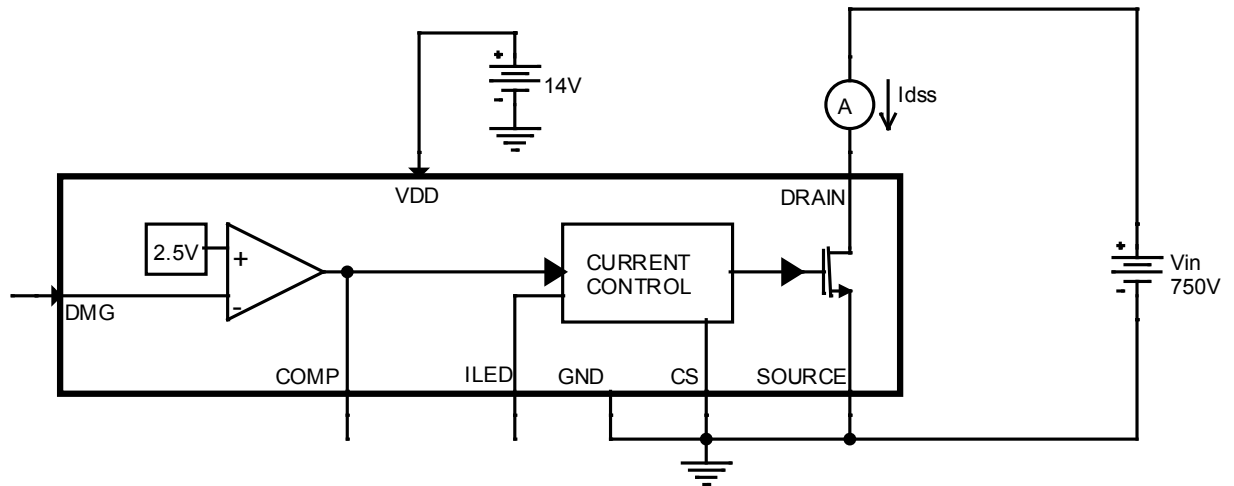 +
-
14V
A
Idss
VDD
DRAIN
2.5V
+
-
CURRENT
CONTROL
+
-
Vin
750V
DMG
COMP
ILED
GND
CS
SOURCE